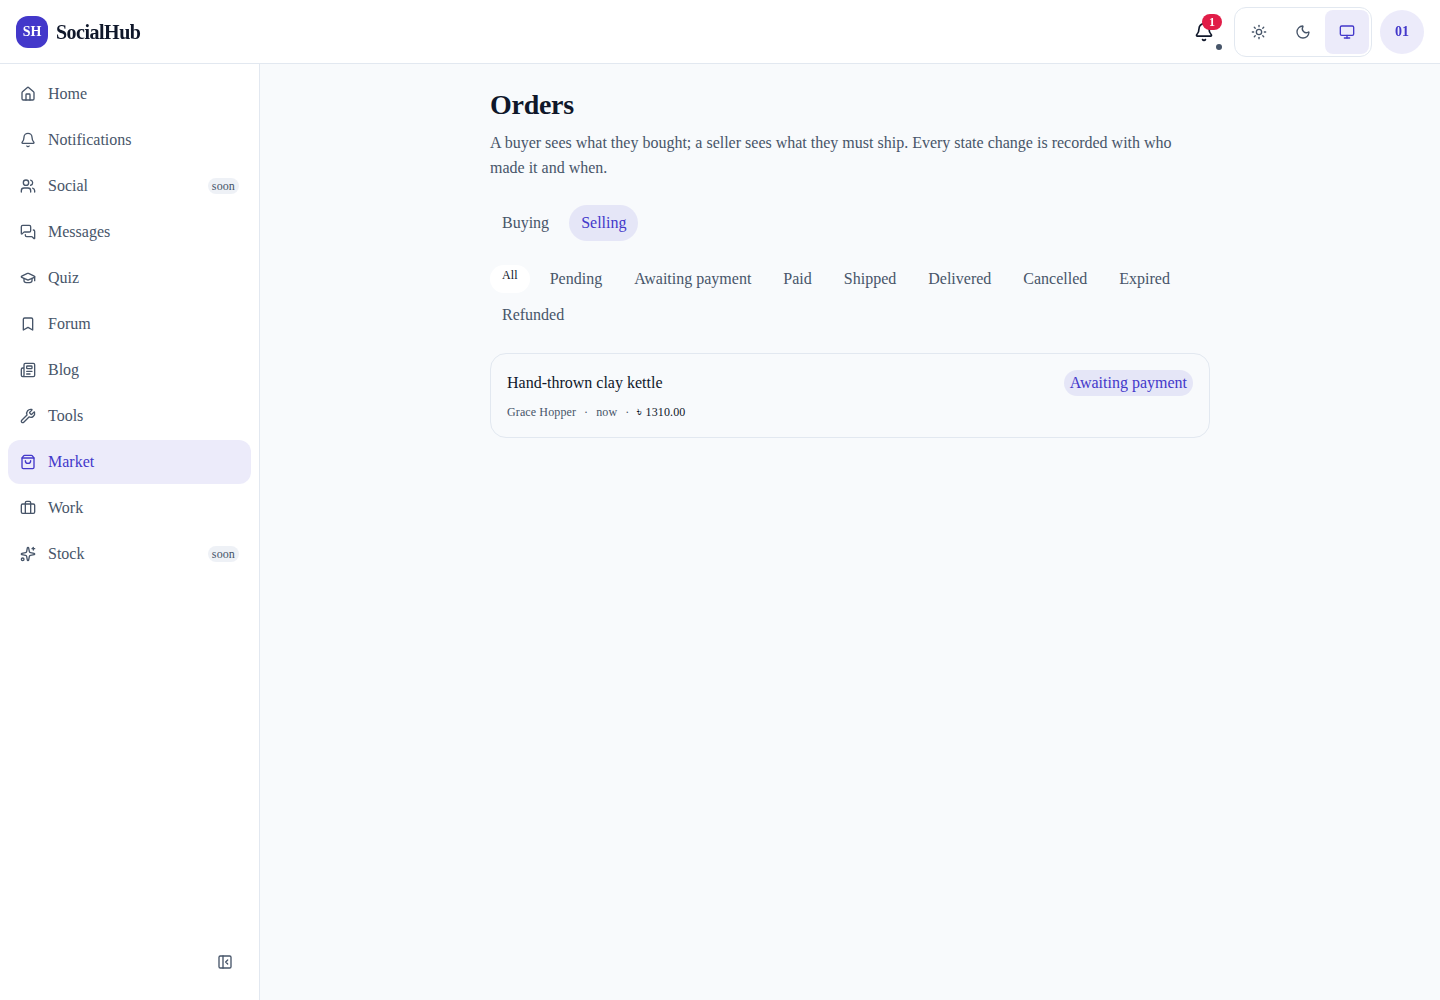 SH SocialHub
1
01
Home
Notifications
Social soon
Messages
Quiz
Forum
Blog
Tools
Market
Work
Stock soon
Orders
A buyer sees what they bought; a seller sees what they must ship. Every state change is recorded with who
made it and when.
Buying Selling
All Pending Awaiting payment Paid Shipped Delivered Cancelled Expired
Refunded
Hand-thrown clay kettle Awaiting payment
Grace Hopper · now · ৳ 1310.00